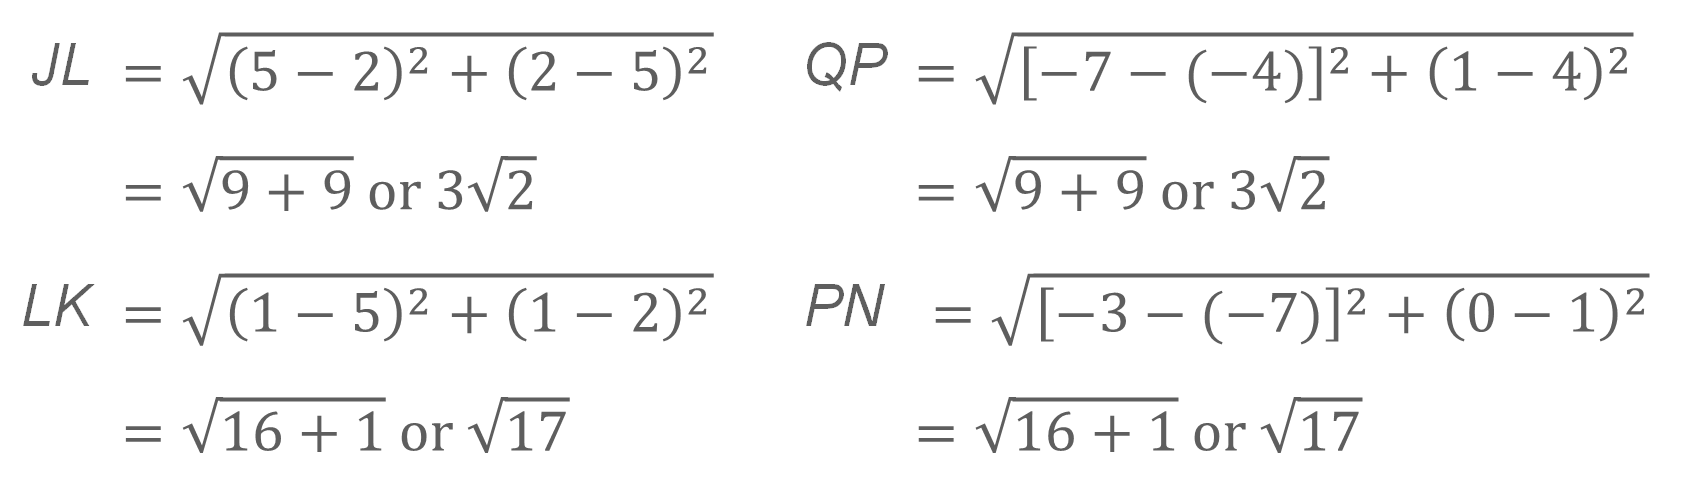 JL = √((5 − 2)² + (2 − 5)²)
= √(9 + 9) or 3√2
LK = √((1 − 5)² + (1 − 2)²)
= √(16 + 1) or √17
QP = √([−7 − (−4)]² + (1 − 4)²)
= √(9 + 9) or 3√2
PN = √([−3 − (−7)]² + (0 − 1)²)
= √(16 + 1) or √17